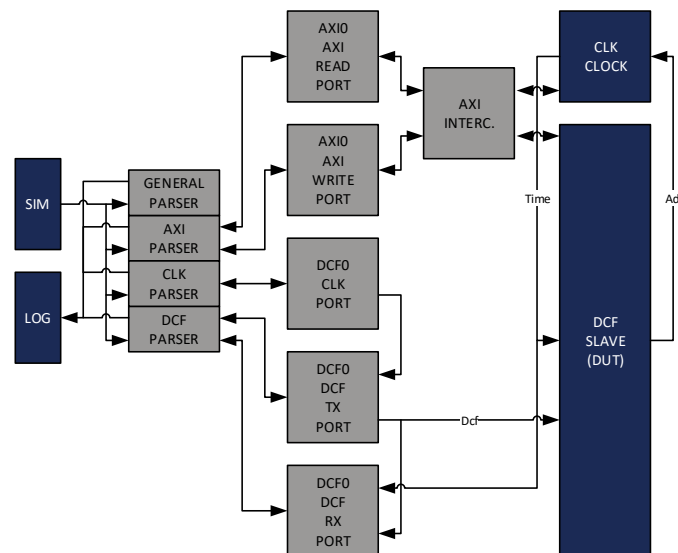 AXI0
AXI
READ
PORT
CLK
CLOCK
AXI
INTERC.
AXI0
AXI
WRITE
PORT
SIM
GENERAL
PARSER
AXI
PARSER
CLK
PARSER
DCF
PARSER
LOG
Time
Ad
DCF0
CLK
PORT
DCF
SLAVE
(DUT)
DCF0
DCF
TX
PORT
Dcf
DCF0
DCF
RX
PORT